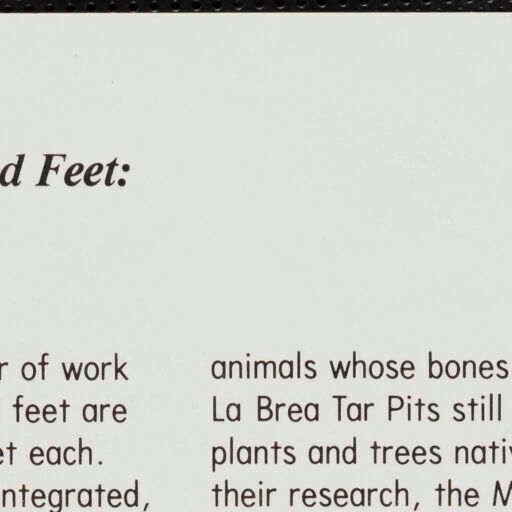 d Feet:
r of work
feet are
et each.
ntegrated,
animals whose bones
La Brea Tar Pits still
plants and trees nati
their research, the M